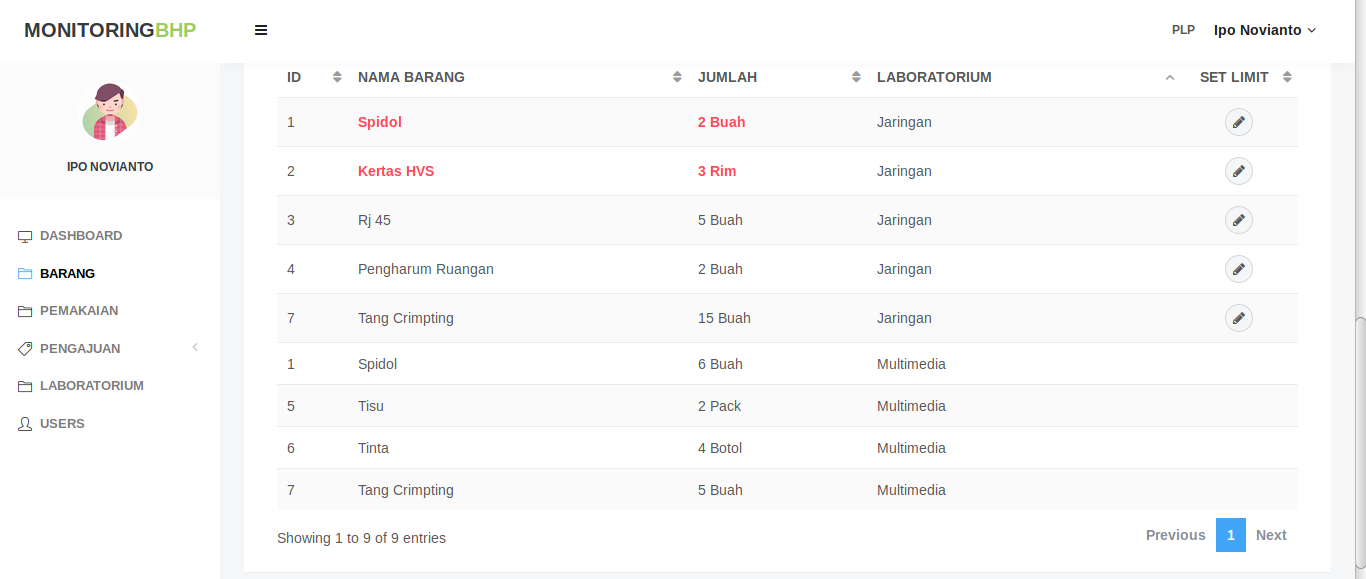 MONITORINGBHP
PLP Ipo Novianto
IPO NOVIANTO
DASHBOARD
BARANG
PEMAKAIAN
PENGAJUAN
LABORATORIUM
USERS
ID NAMA BARANG JUMLAH LABORATORIUM SET LIMIT
1 Spidol 2 Buah Jaringan
2 Kertas HVS 3 Rim Jaringan
3 Rj 45 5 Buah Jaringan
4 Pengharum Ruangan 2 Buah Jaringan
7 Tang Crimpting 15 Buah Jaringan
1 Spidol 6 Buah Multimedia
5 Tisu 2 Pack Multimedia
6 Tinta 4 Botol Multimedia
7 Tang Crimpting 5 Buah Multimedia
Showing 1 to 9 of 9 entries
Previous 1 Next